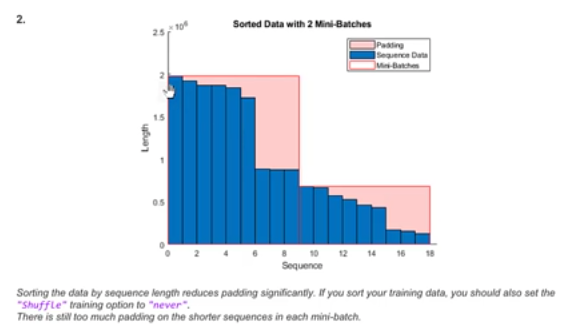 2.
Sorted Data with 2 Mini-Batches
× 10⁶
2.5
2
1.5
1
0.5
0
Length
Padding
Sequence Data
Mini-Batches
0 2 4 6 8 10 12 14 16 18
Sequence
Sorting the data by sequence length reduces padding significantly. If you sort your training data, you should also set the
"Shuffle" training option to "never".
There is still too much padding on the shorter sequences in each mini-batch.